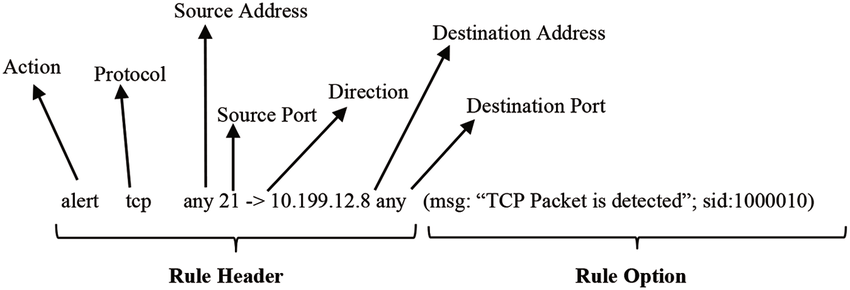 Source Address
Destination Address
Action
Protocol
Direction
Source Port
Destination Port
alert tcp any 21 -> 10.199.12.8 any (msg: “TCP Packet is detected”; sid:1000010)
Rule Header
Rule Option